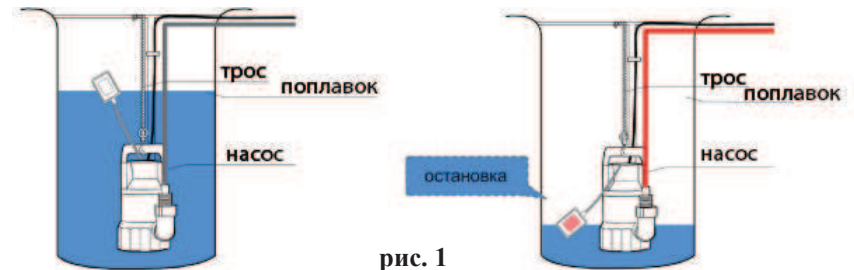 трос
поплавок
насос
трос
поплавок
насос
остановка
рис. 1